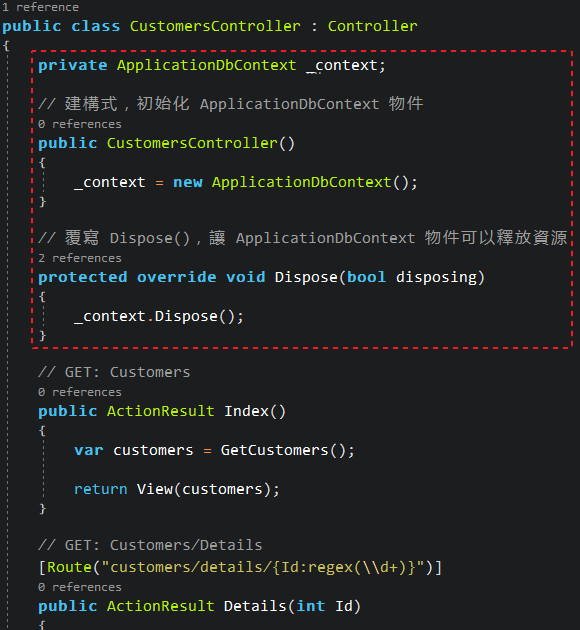 1 reference
public class CustomersController : Controller
{
private ApplicationDbContext _context;
// 建構式，初始化 ApplicationDbContext 物件
0 references
public CustomersController()
{
_context = new ApplicationDbContext();
}
// 覆寫 Dispose()，讓 ApplicationDbContext 物件可以釋放資源
2 references
protected override void Dispose(bool disposing)
{
_context.Dispose();
}
// GET: Customers
0 references
public ActionResult Index()
{
var customers = GetCustomers();
return View(customers);
}
// GET: Customers/Details
[Route("customers/details/{Id:regex(\\d+)}")]
0 references
public ActionResult Details(int Id)
{